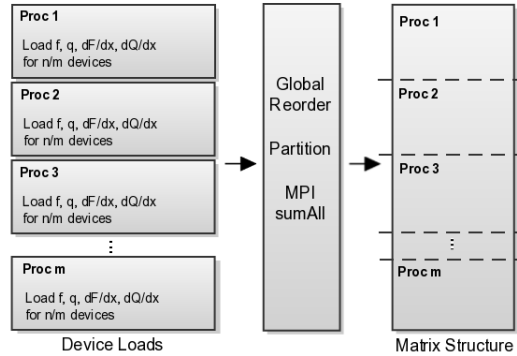 Proc 1
Load f, q, dF/dx, dQ/dx
for n/m devices
Proc 2
Load f, q, dF/dx, dQ/dx
for n/m devices
Proc 3
Load f, q, dF/dx, dQ/dx
for n/m devices
...
Proc m
Load f, q, dF/dx, dQ/dx
for n/m devices
Device Loads
Global
Reorder
Partition
MPI
sumAll
Proc 1
Proc 2
Proc 3
...
Proc m
Matrix Structure